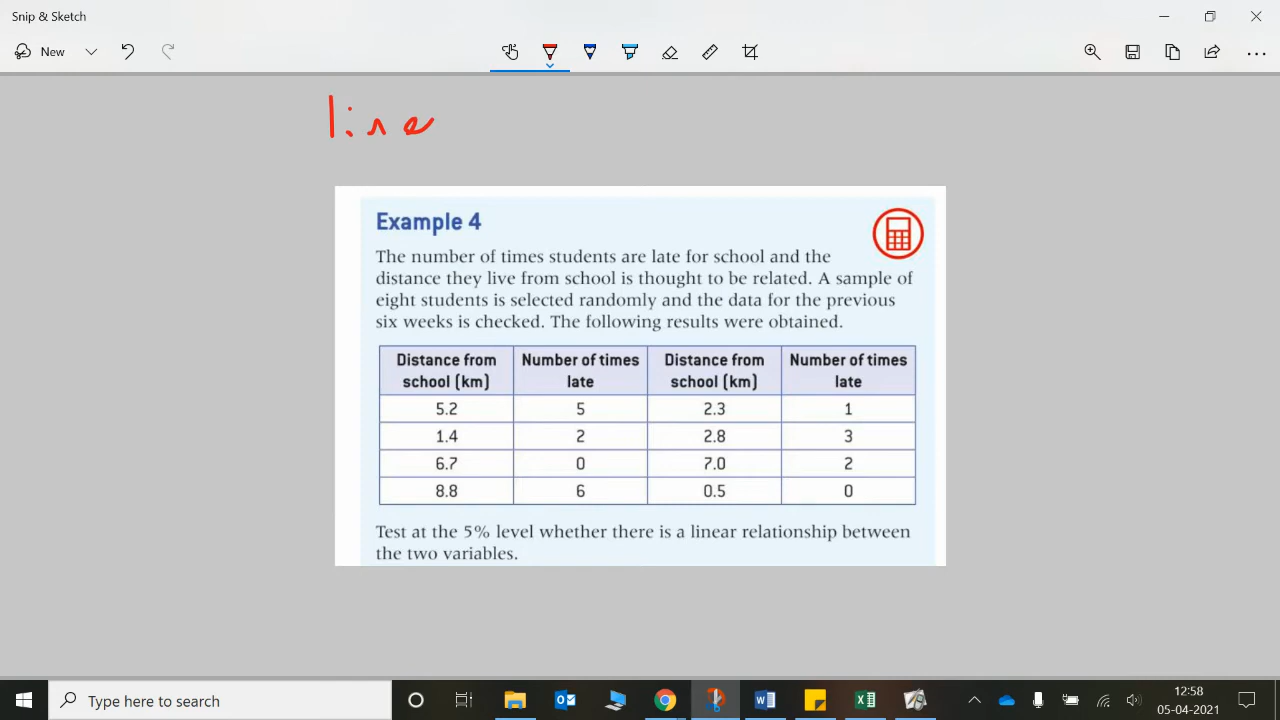 Snip & Sketch
New
line
Example 4
The number of times students are late for school and the
distance they live from school is thought to be related. A sample of
eight students is selected randomly and the data for the previous
six weeks is checked. The following results were obtained.
Distance from school (km) Number of times late Distance from school (km) Number of times late
5.2 5 2.3 1
1.4 2 2.8 3
6.7 0 7.0 2
8.8 6 0.5 0
Test at the 5% level whether there is a linear relationship between
the two variables.
Type here to search
12:58
05-04-2021